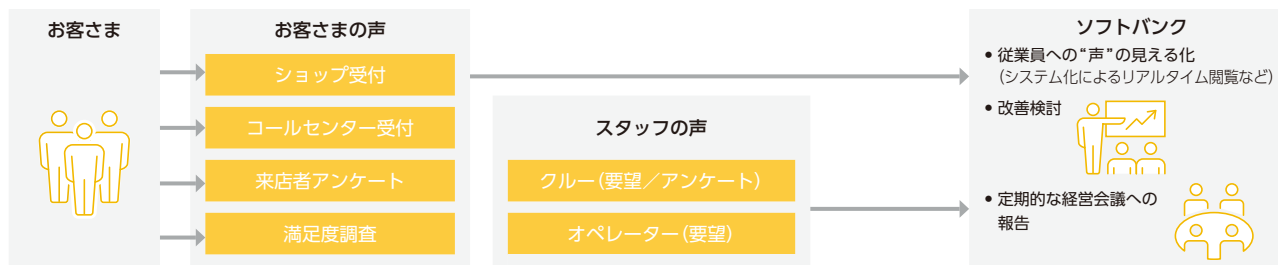 お客さま
お客さまの声
ショップ受付
コールセンター受付
来店者アンケート
満足度調査
スタッフの声
クルー（要望／アンケート）
オペレーター（要望）
ソフトバンク
• 従業員への“声”の見える化
（システム化によるリアルタイム閲覧など）
• 改善検討
• 定期的な経営会議への
報告